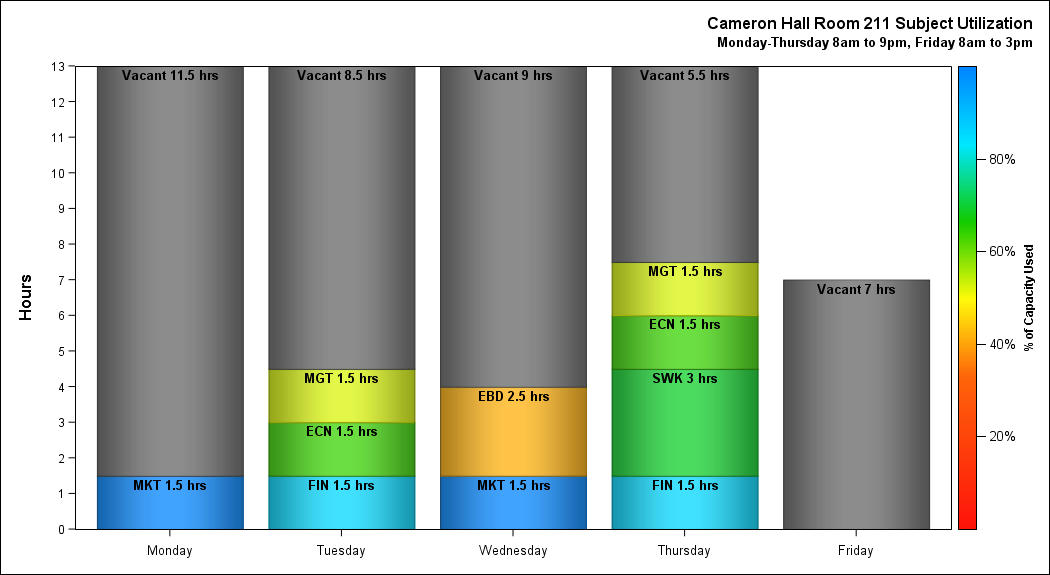 Cameron Hall Room 211 Subject Utilization
Monday-Thursday 8am to 9pm, Friday 8am to 3pm
Hours
13
12
11
10
9
8
7
6
5
4
3
2
1
0
Vacant 11.5 hrs
MKT 1.5 hrs
Vacant 8.5 hrs
MGT 1.5 hrs
ECN 1.5 hrs
FIN 1.5 hrs
Vacant 9 hrs
EBD 2.5 hrs
MKT 1.5 hrs
Vacant 5.5 hrs
MGT 1.5 hrs
ECN 1.5 hrs
SWK 3 hrs
FIN 1.5 hrs
Vacant 7 hrs
Monday
Tuesday
Wednesday
Thursday
Friday
80%
60%
40%
20%
% of Capacity Used